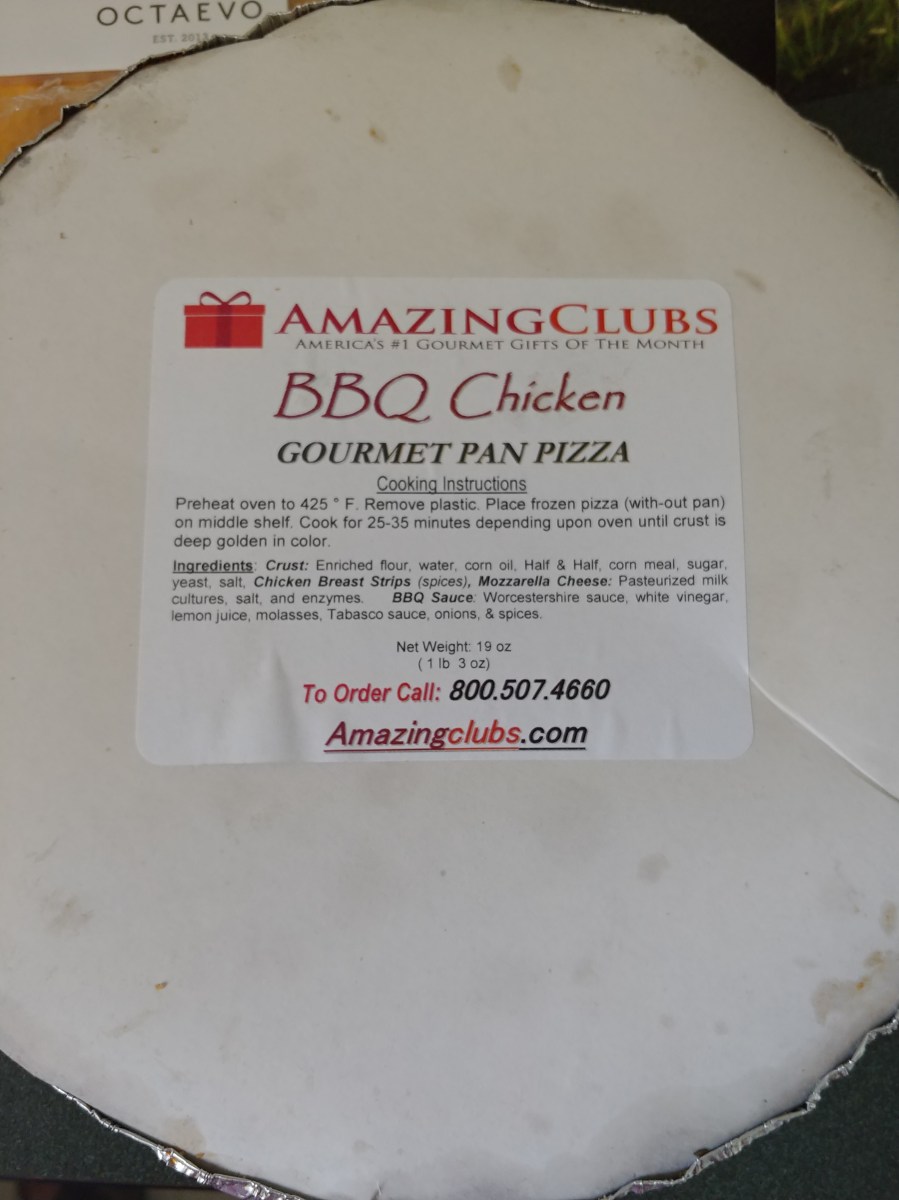 OCTAEVO
EST. 2013
AMAZINGCLUBS
AMERICA'S #1 GOURMET GIFTS OF THE MONTH
BBQ Chicken
GOURMET PAN PIZZA
Cooking Instructions
Preheat oven to 425 ° F. Remove plastic. Place frozen pizza (with-out pan)
on middle shelf. Cook for 25-35 minutes depending upon oven until crust is
deep golden in color.
Ingredients: Crust: Enriched flour, water, corn oil, Half & Half, corn meal, sugar,
yeast, salt, Chicken Breast Strips (spices), Mozzarella Cheese: Pasteurized milk
cultures, salt, and enzymes. BBQ Sauce: Worcestershire sauce, white vinegar,
lemon juice, molasses, Tabasco sauce, onions, & spices.
Net Weight: 19 oz
( 1 lb 3 oz)
To Order Call: 800.507.4660
Amazingclubs.com